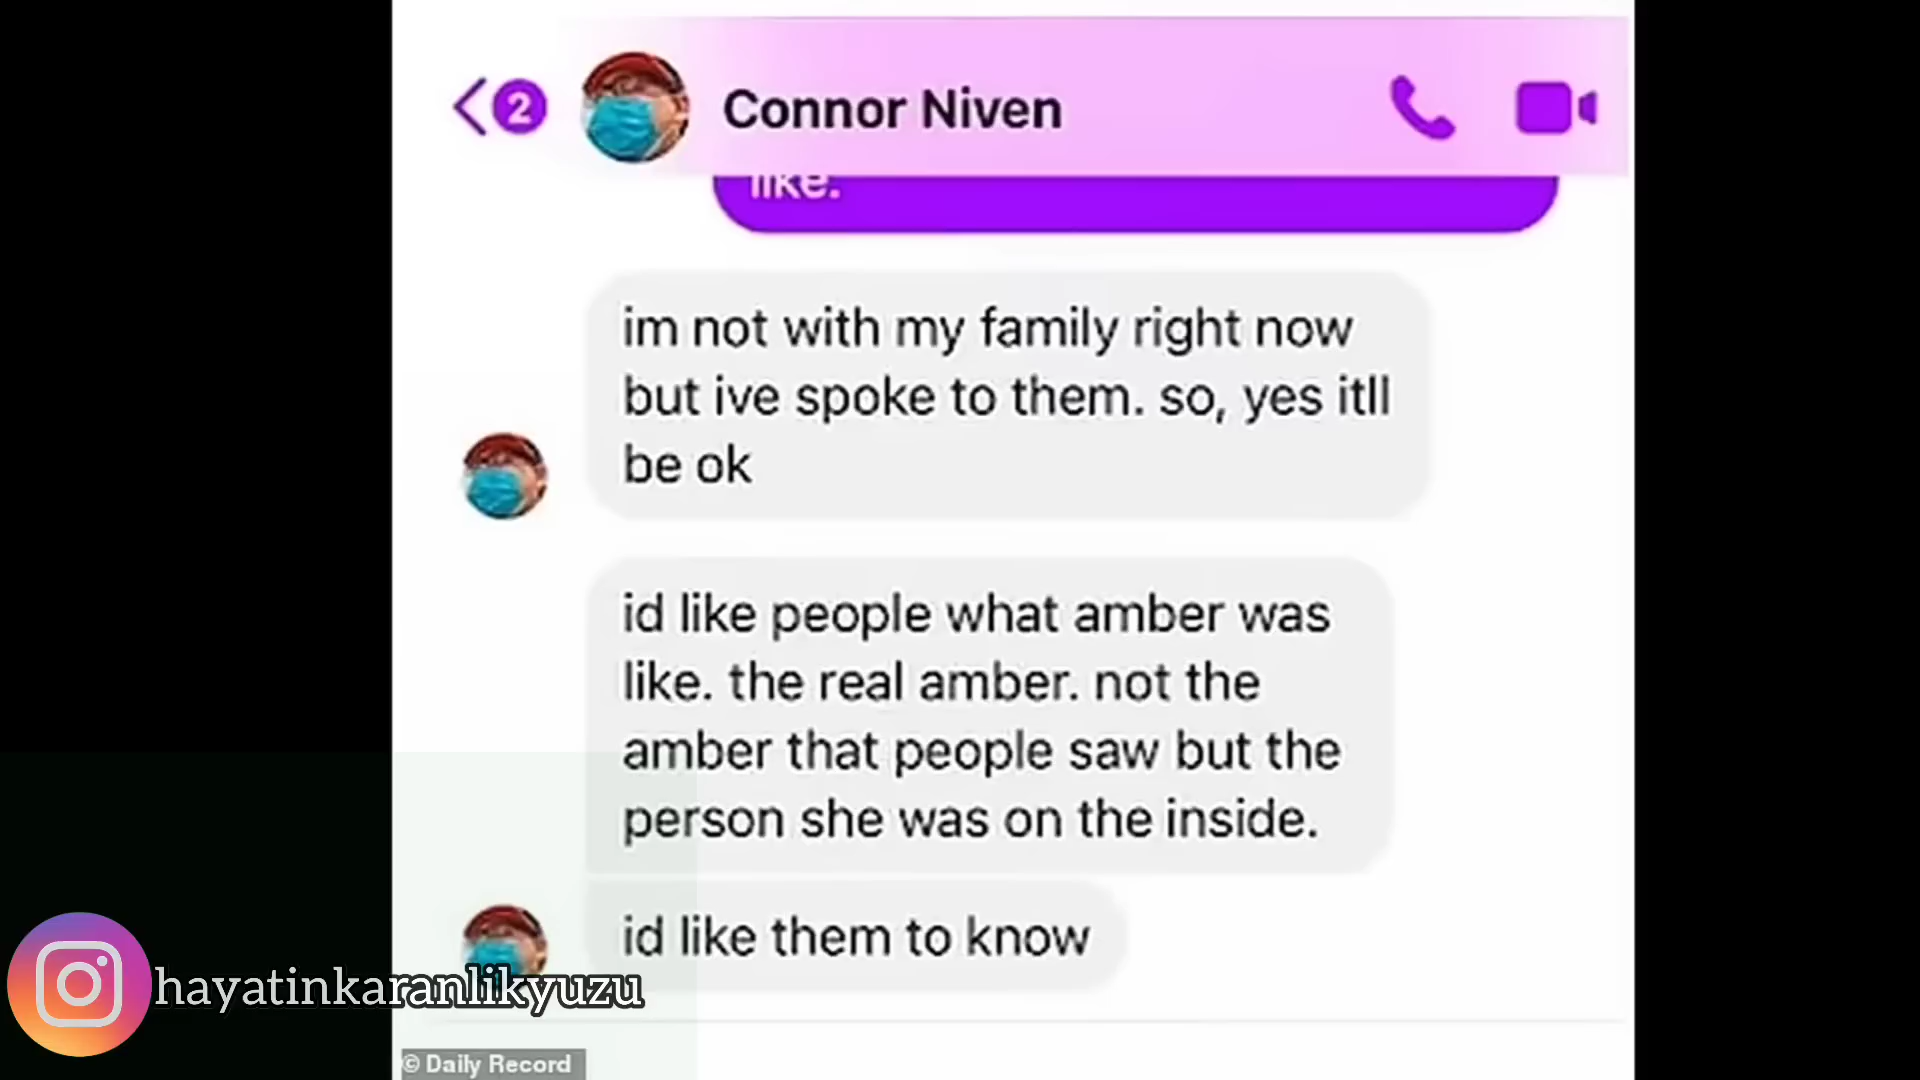 2
Connor Niven
like.
im not with my family right now
but ive spoke to them. so, yes itll
be ok
id like people what amber was
like. the real amber. not the
amber that people saw but the
person she was on the inside.
id like them to know
hayatinkaranlikyuzu
© Daily Record